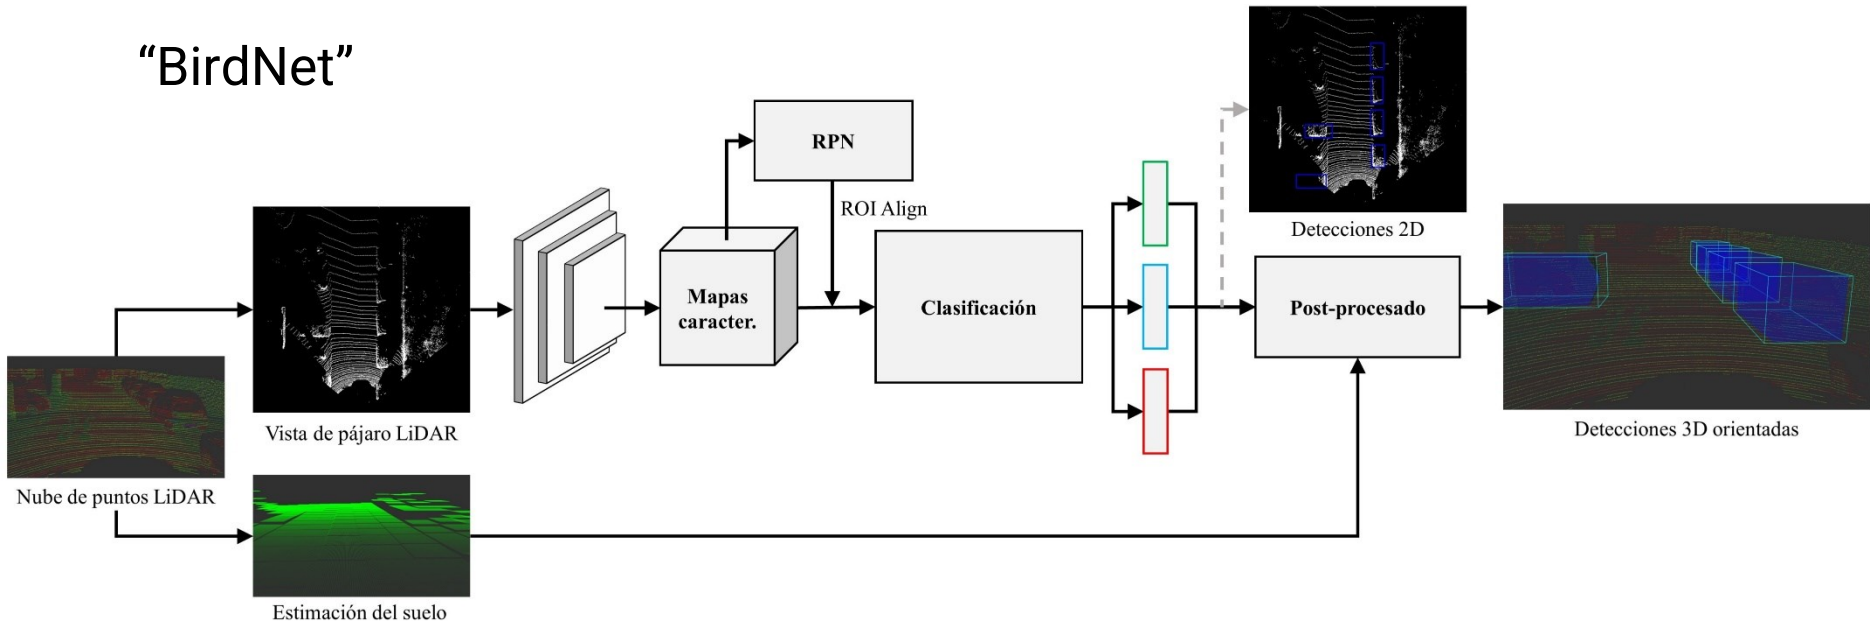 “BirdNet”
RPN
ROI Align
Detecciones 2D
Mapas
caracter.
Clasificación
Post-procesado
Vista de pájaro LiDAR
Detecciones 3D orientadas
Nube de puntos LiDAR
Estimación del suelo